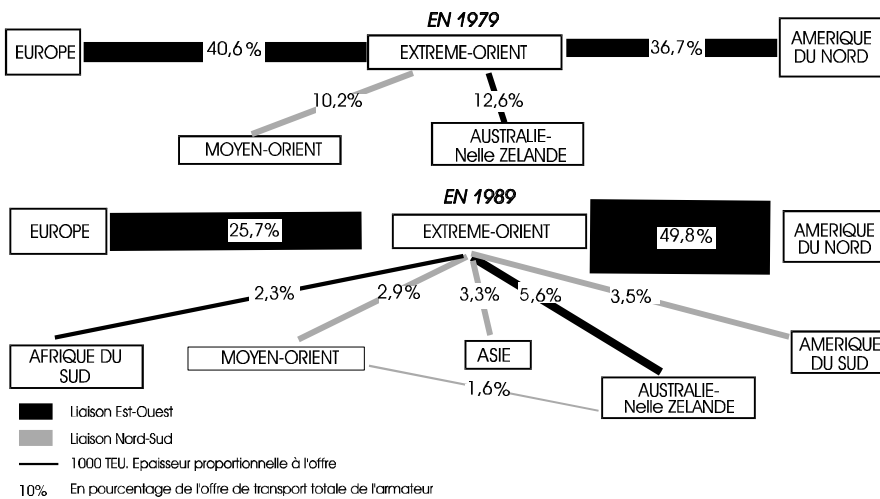 EN 1979
EUROPE
40,6%
EXTREME-ORIENT
36,7%
AMERIQUE
DU NORD
10,2%
12,6%
MOYEN-ORIENT
AUSTRALIE-
Nelle ZELANDE
EN 1989
EUROPE
25,7%
EXTREME-ORIENT
49,8%
AMERIQUE
DU NORD
2,3%
2,9%
3,3%
5,6%
3,5%
AFRIQUE DU
SUD
MOYEN-ORIENT
ASIE
AMERIQUE
DU SUD
1,6%
AUSTRALIE-
Nelle ZELANDE
Liaison Est-Ouest
Liaison Nord-Sud
1000 TEU. Epaisseur proportionnelle à l'offre
10% En pourcentage de l'offre de transport totale de l'armateur